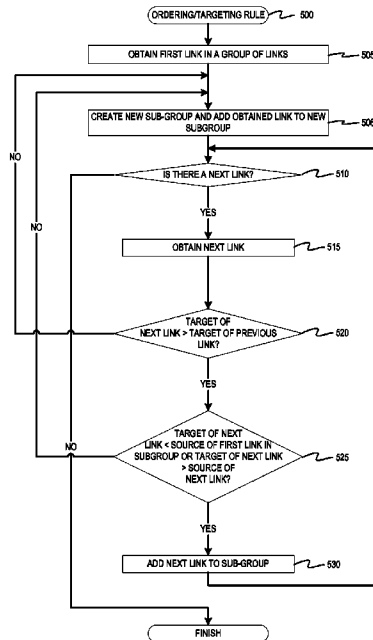 ORDERING/TARGETING RULE
500
OBTAIN FIRST LINK IN A GROUP OF LINKS
505
CREATE NEW SUB-GROUP AND ADD OBTAINED LINK TO NEW
SUBGROUP
506
NO
IS THERE A NEXT LINK?
510
NO
YES
OBTAIN NEXT LINK
515
TARGET OF
NEXT LINK > TARGET OF PREVIOUS
LINK?
520
YES
NO
TARGET OF NEXT
LINK < SOURCE OF FIRST LINK IN
SUBGROUP OR TARGET OF NEXT LINK
> SOURCE OF
NEXT LINK?
525
YES
ADD NEXT LINK TO SUB-GROUP
530
FINISH